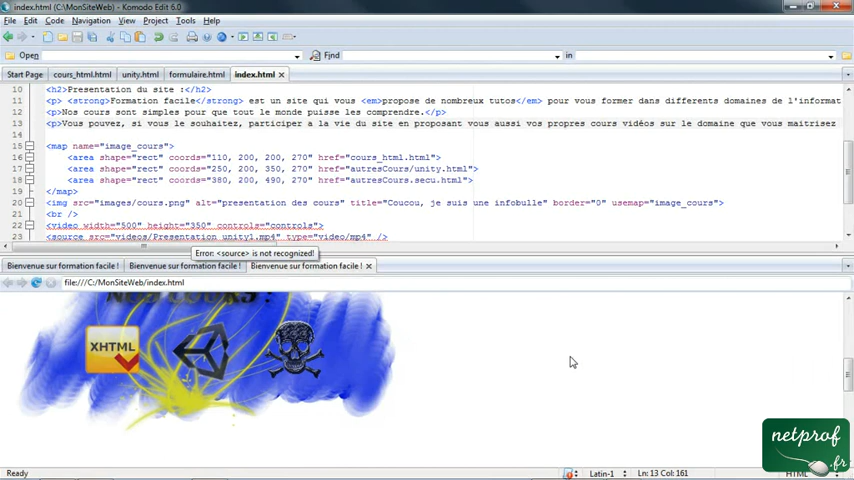 index.html (C:\MonSiteWeb) - Komodo Edit 6.0
File Edit Code Navigation View Project Tools Help
Open Find in
Start Page cours_html.html unity.html formulaire.html index.html
10 <h2>Presentation du site :</h2>
11 <p> <strong>Formation facile</strong> est un site qui vous <em>propose de nombreux tutos</em> pour vous former dans differents domaines de l'informat
12 <p>Nos cours sont simples pour que tout le monde puisse les comprendre.</p>
13 <p>Vous pouvez, si vous le souhaitez, participer a la vie du site en proposant vous aussi vos propres cours vidéos sur le domaine que vous maitrisez
15 <map name="image_cours">
16 <area shape="rect" coords="110, 200, 200, 270" href="cours_html.html">
17 <area shape="rect" coords="250, 200, 350, 270" href="autresCours/unity.html">
18 <area shape="rect" coords="380, 200, 490, 270" href="autresCours.secu.html">
19 </map>
20 <img src="images/cours.png" alt="presentation des cours" title="Coucou, je suis une infobulle" border="0" usemap="image_cours">
21 <br />
22 <video width="500" height="350" controls="controls">
23 <source src="videos/Presentation unity1.mp4" type="video/mp4" />
Error: <source> is not recognized!
Bienvenue sur formation facile ! Bienvenue sur formation facile ! Bienvenue sur formation facile !
file:///C:/MonSiteWeb/index.html
NOS COURS !
XHTML
netprof
.fr
Ready Latin-1 Ln: 13 Col: 161 HTML